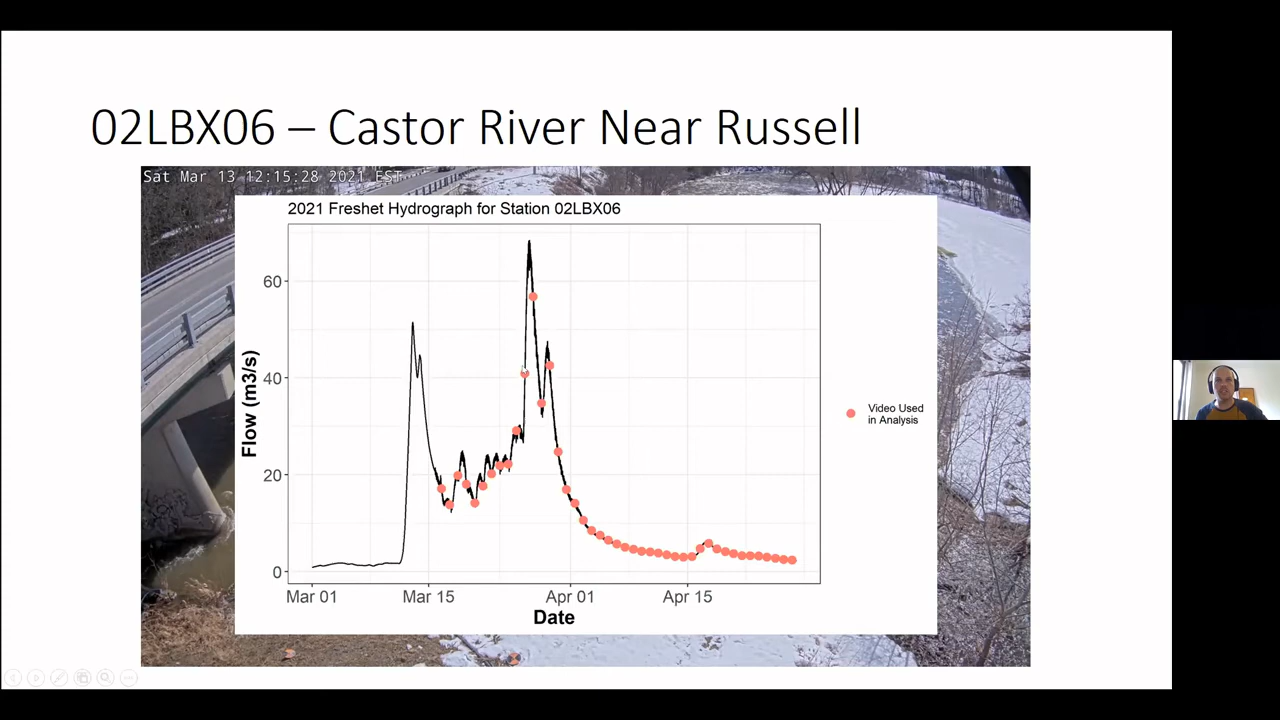 02LBX06 – Castor River Near Russell
Sat Mar 13 12:15:28 2021 EST
2021 Freshet Hydrograph for Station 02LBX06
60
40
20
0
Flow (m3/s)
Mar 01
Mar 15
Apr 01
Apr 15
Date
Video Used
in Analysis